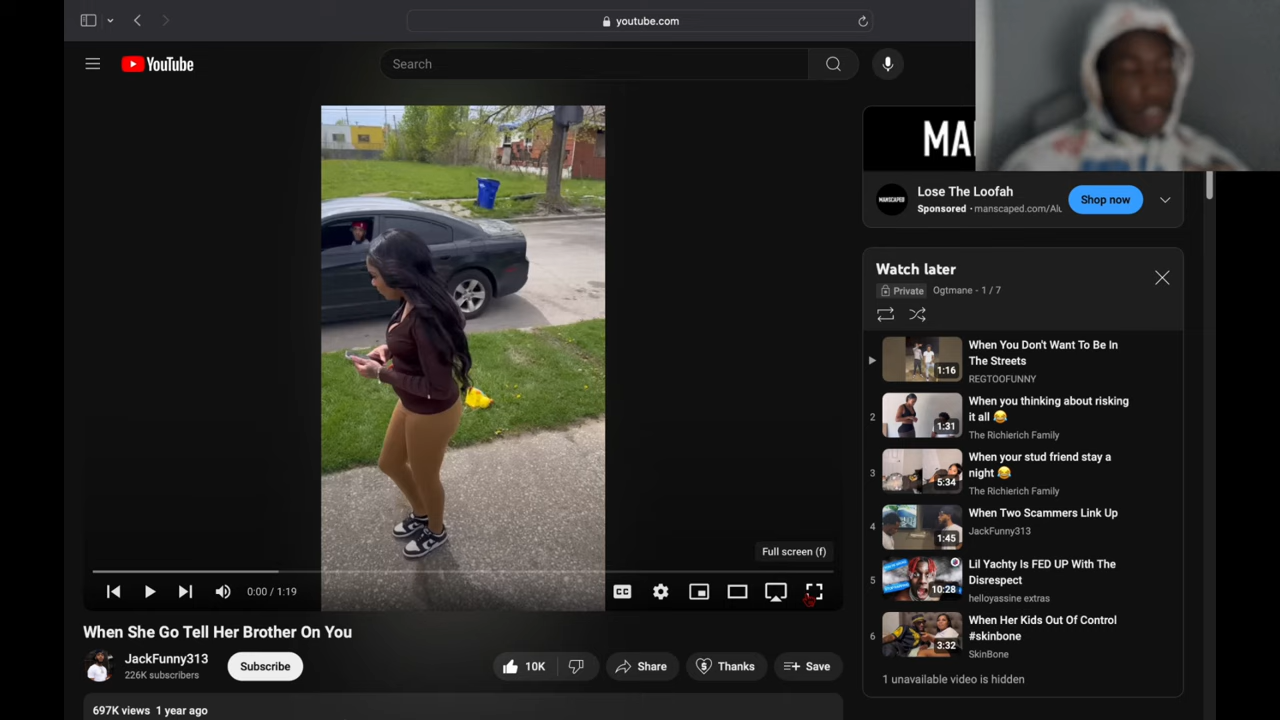 youtube.com
YouTube
Search
MAN
MANSCAPED
Lose The Loofah
Sponsored · manscaped.com/Al
Shop now
Watch later
Private
Ogtmane - 1 / 7
When You Don't Want To Be In
The Streets
REGTOOFUNNY
1:16
2
When you thinking about risking
it all 😂
The Richierich Family
1:31
3
When your stud friend stay a
night 😂
The Richierich Family
5:34
4
When Two Scammers Link Up
JackFunny313
1:45
5
Lil Yachty Is FED UP With The
Disrespect
helloyassine extras
10:28
6
When Her Kids Out Of Control
#skinbone
SkinBone
3:32
1 unavailable video is hidden
Full screen (f)
0:00 / 1:19
CC
When She Go Tell Her Brother On You
JackFunny313
226K subscribers
Subscribe
10K
Share
Thanks
Save
697K views 1 year ago